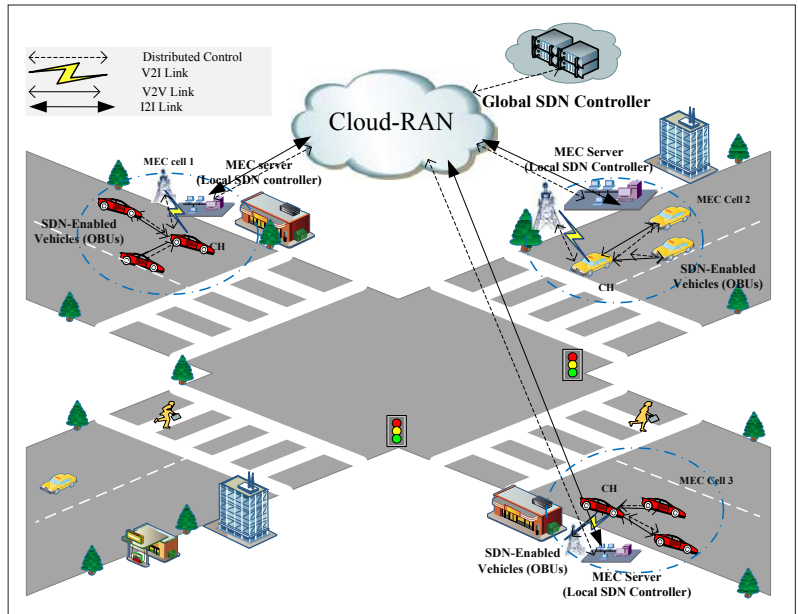 Distributed Control
V2I Link
V2V Link
I2I Link
Global SDN Controller
Cloud-RAN
MEC cell 1
MEC server
(Local SDN controller)
SDN-Enabled
Vehicles (OBUs)
CH
MEC Server
(Local SDN Controller)
MEC Cell 2
SDN-Enabled
Vehicles (OBUs)
CH
CH
MEC Cell 3
SDN-Enabled
Vehicles (OBUs)
MEC Server
(Local SDN Controller)